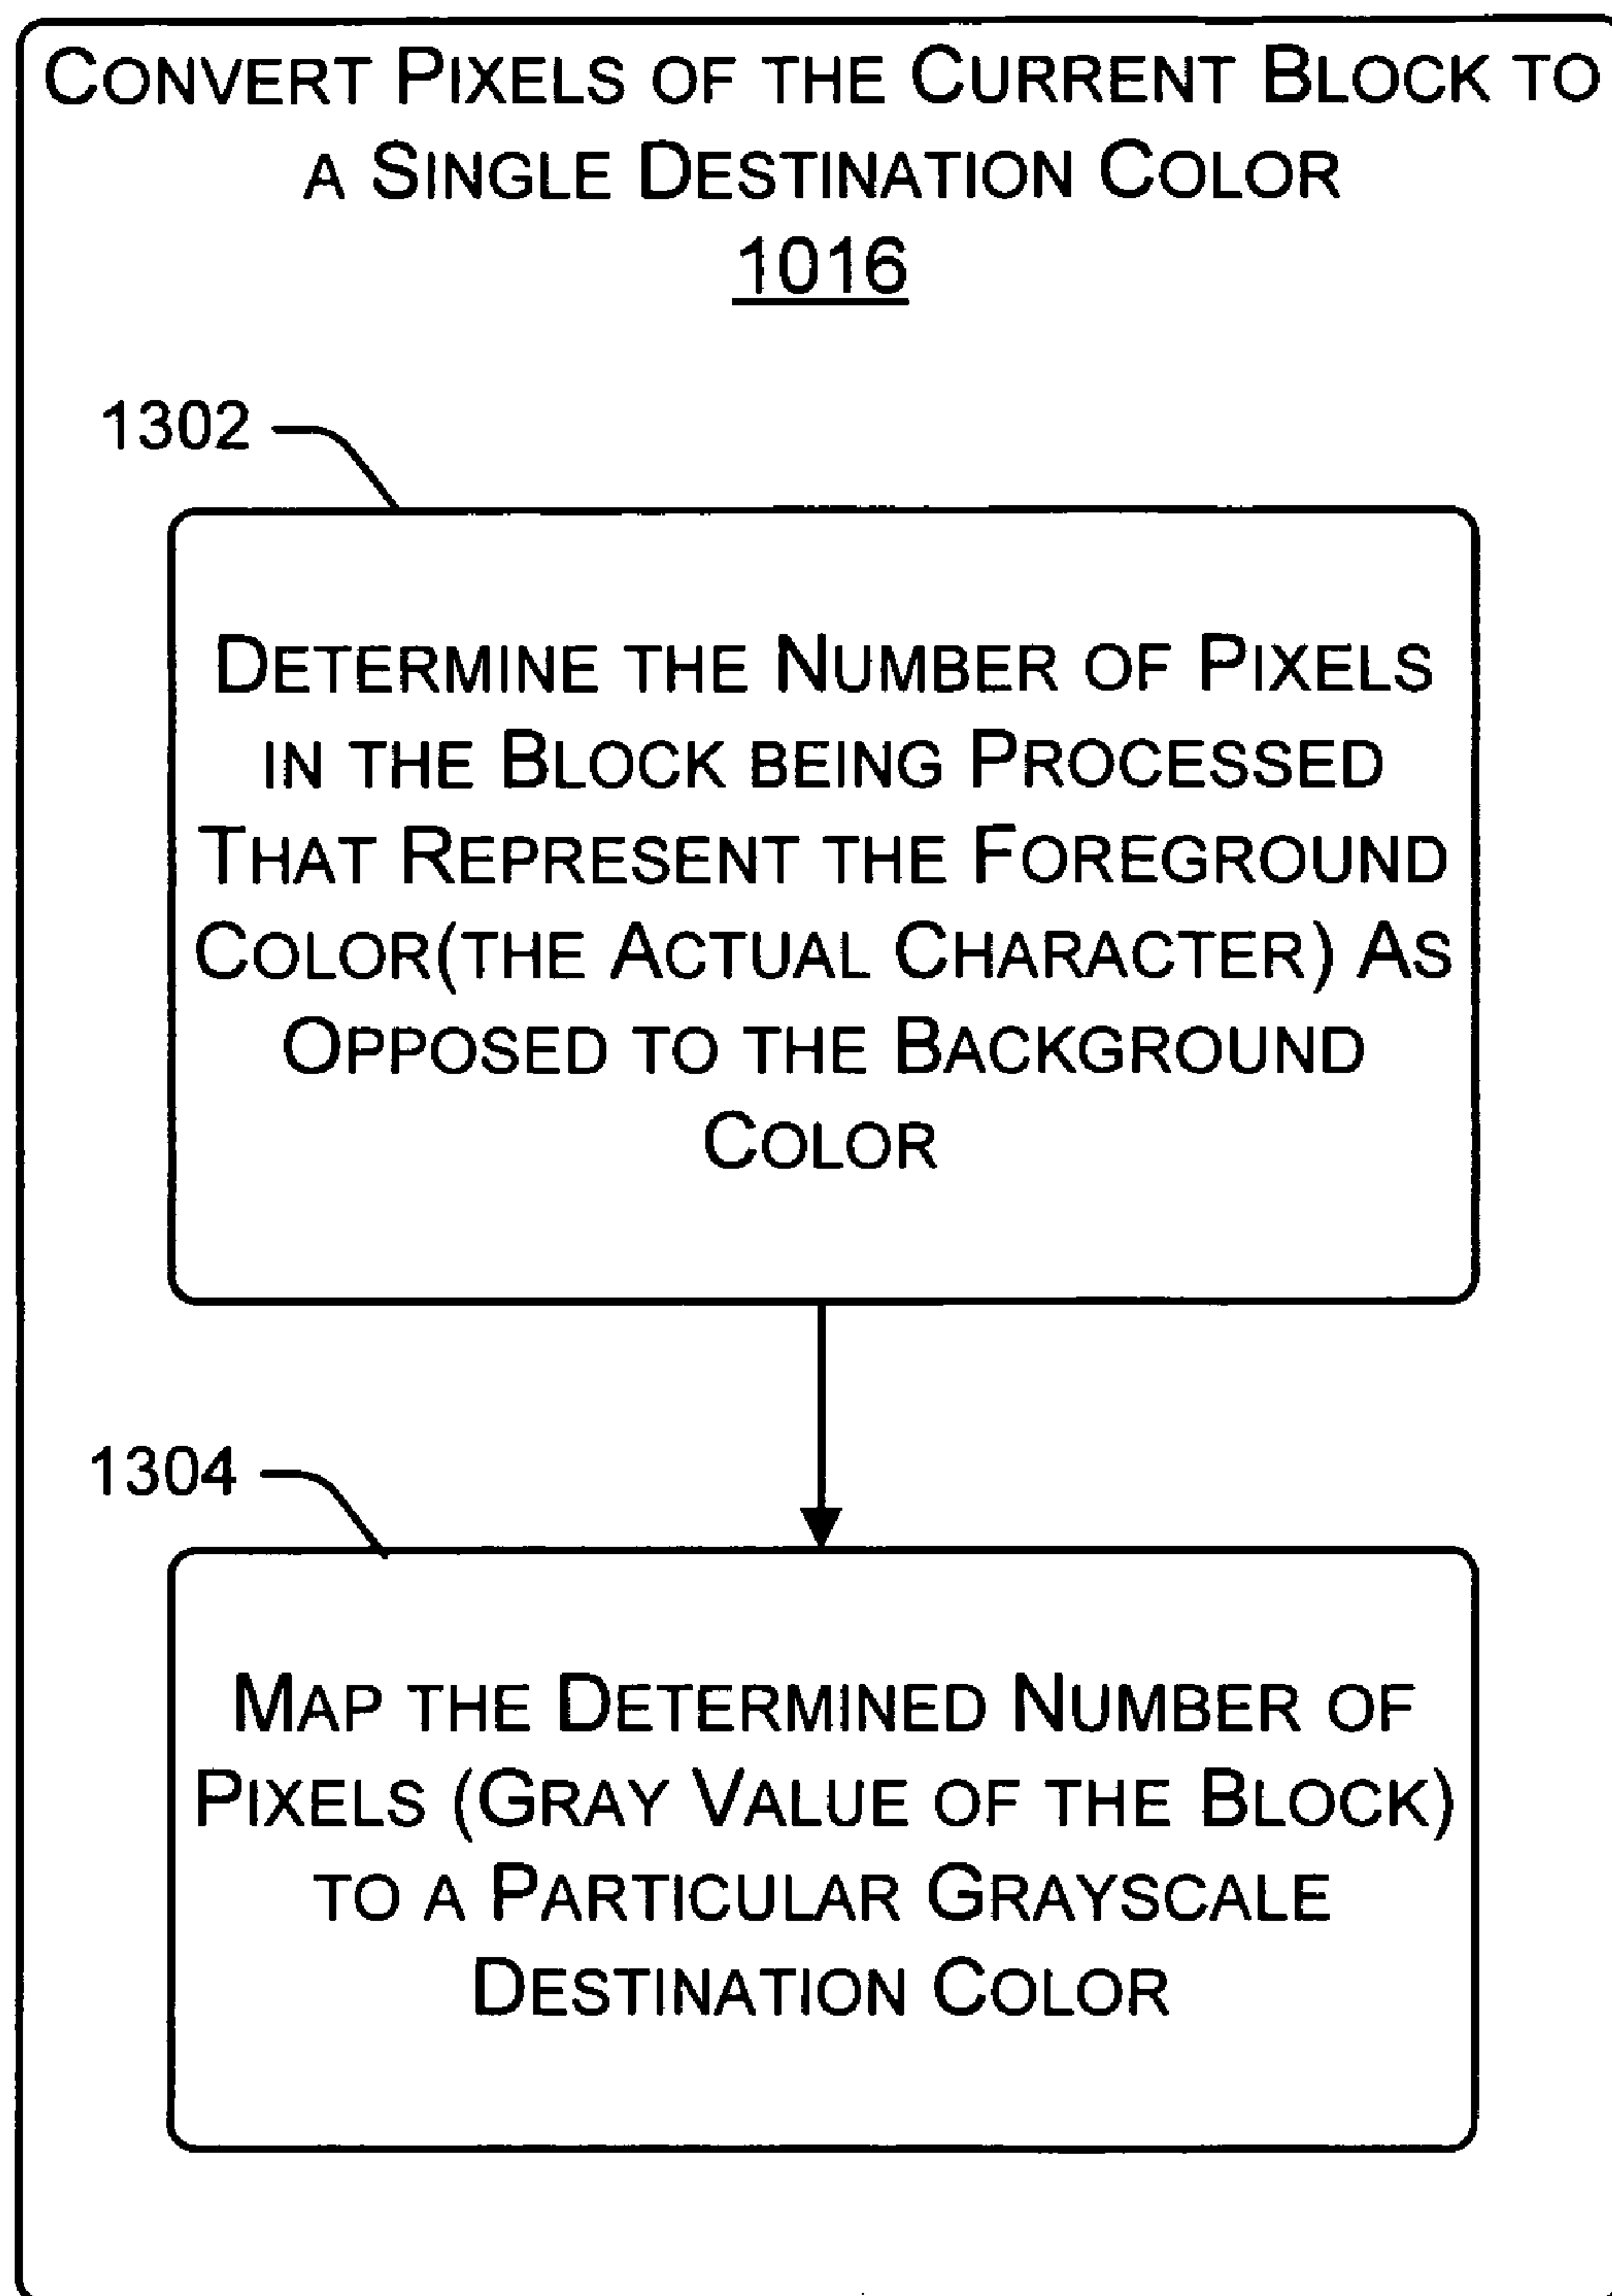 CONVERT PIXELS OF THE CURRENT BLOCK TO
A SINGLE DESTINATION COLOR
1016
1302
DETERMINE THE NUMBER OF PIXELS
IN THE BLOCK BEING PROCESSED
THAT REPRESENT THE FOREGROUND
COLOR(THE ACTUAL CHARACTER) AS
OPPOSED TO THE BACKGROUND
COLOR
1304
MAP THE DETERMINED NUMBER OF
PIXELS (GRAY VALUE OF THE BLOCK)
TO A PARTICULAR GRAYSCALE
DESTINATION COLOR